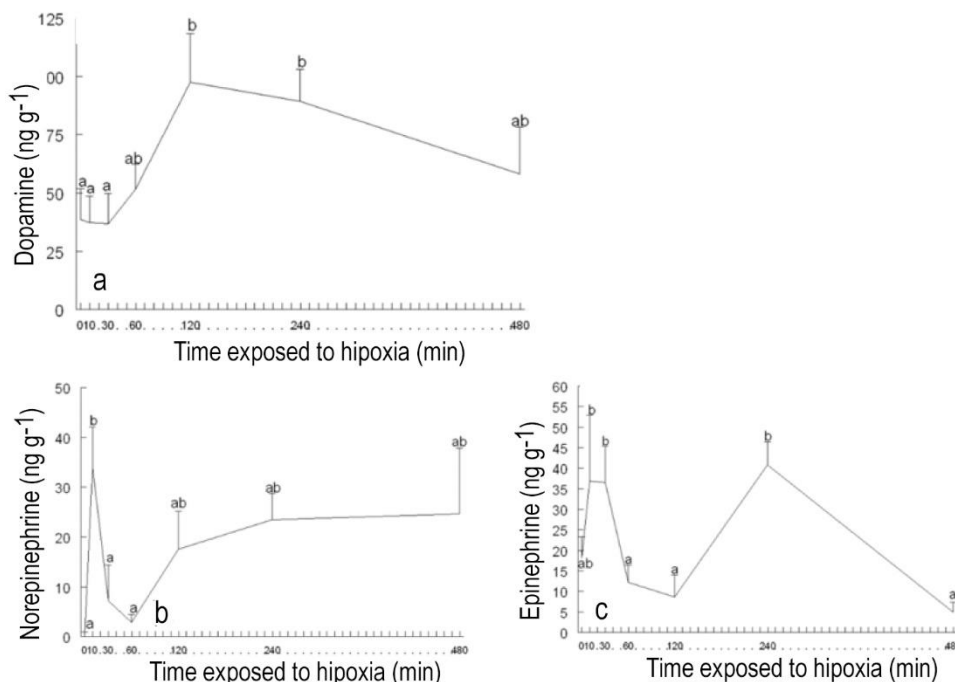 125
b
00
b
Dopamine (ng g-1)
75
ab
ab
a a a
50
25
a
0
010.30. . .60. . . . . .120. . . . . . . . . . . .240. . . . . . . . . . . . . . . . . . . . . . . .480
Time exposed to hipoxia (min)
50
b
40
ab
ab
ab
Norepinephrine (ng g-1)
30
20
a
10
a
b
0
a
010.30. . .60. . . . . .120. . . . . . . . . . . .240. . . . . . . . . . . . . . . . . . . . . . . .480
Time exposed to hipoxia (min)
60
55
b
50
b
b
45
40
Epinephrine (ng g-1)
35
30
25
20
ab
a
a
15
10
a
5
c
0
010.30. . .60. . . . . .120. . . . . . . . . . . .240. . . . . . . . . . . . . . . . . . . . . . . .48
Time exposed to hipoxia (min)